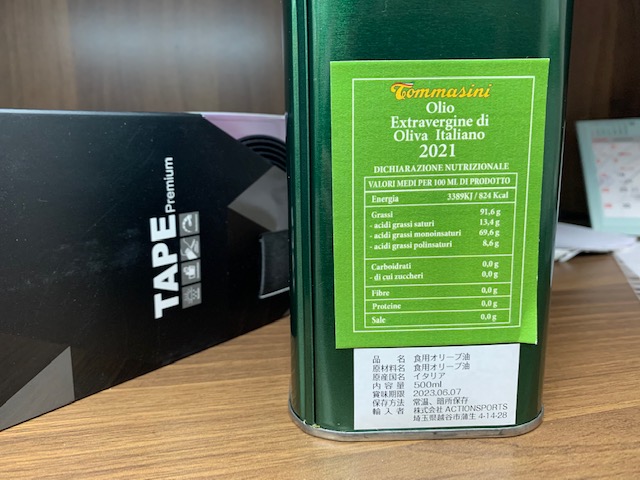 TAPE
Premium
Tommasini
Olio
Extravergine di
Oliva Italiano
2021
DICHIARAZIONE NUTRIZIONALE
VALORI MEDI PER 100 ML DI PRODOTTO
Energia 3389KJ / 824 Kcal
Grassi 91,6 g
- acidi grassi saturi 13,4 g
- acidi grassi monoinsaturi 69,6 g
- acidi grassi polinsaturi 8,6 g
Carboidrati 0,0 g
- di cui zuccheri 0,0 g
Fibre 0,0 g
Proteine 0,0 g
Sale 0,0 g
品 名 食用オリーブ油
原材料名 食用オリーブ油
原産国名 イタリア
内 容 量 500ml
賞味期限 2023.06.07
保存方法 常温、暗所保存
輸 入 者 株式会社 ACTIONSPORTS
埼玉県越谷市蒲生 4-14-28